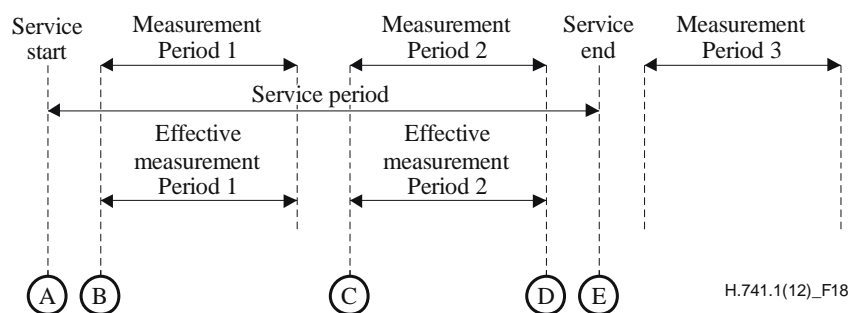 Service
start
Measurement
Period 1
Measurement
Period 2
Service
end
Measurement
Period 3
Service period
Effective
measurement
Period 1
Effective
measurement
Period 2
A
B
C
D
E
H.741.1(12)_F18